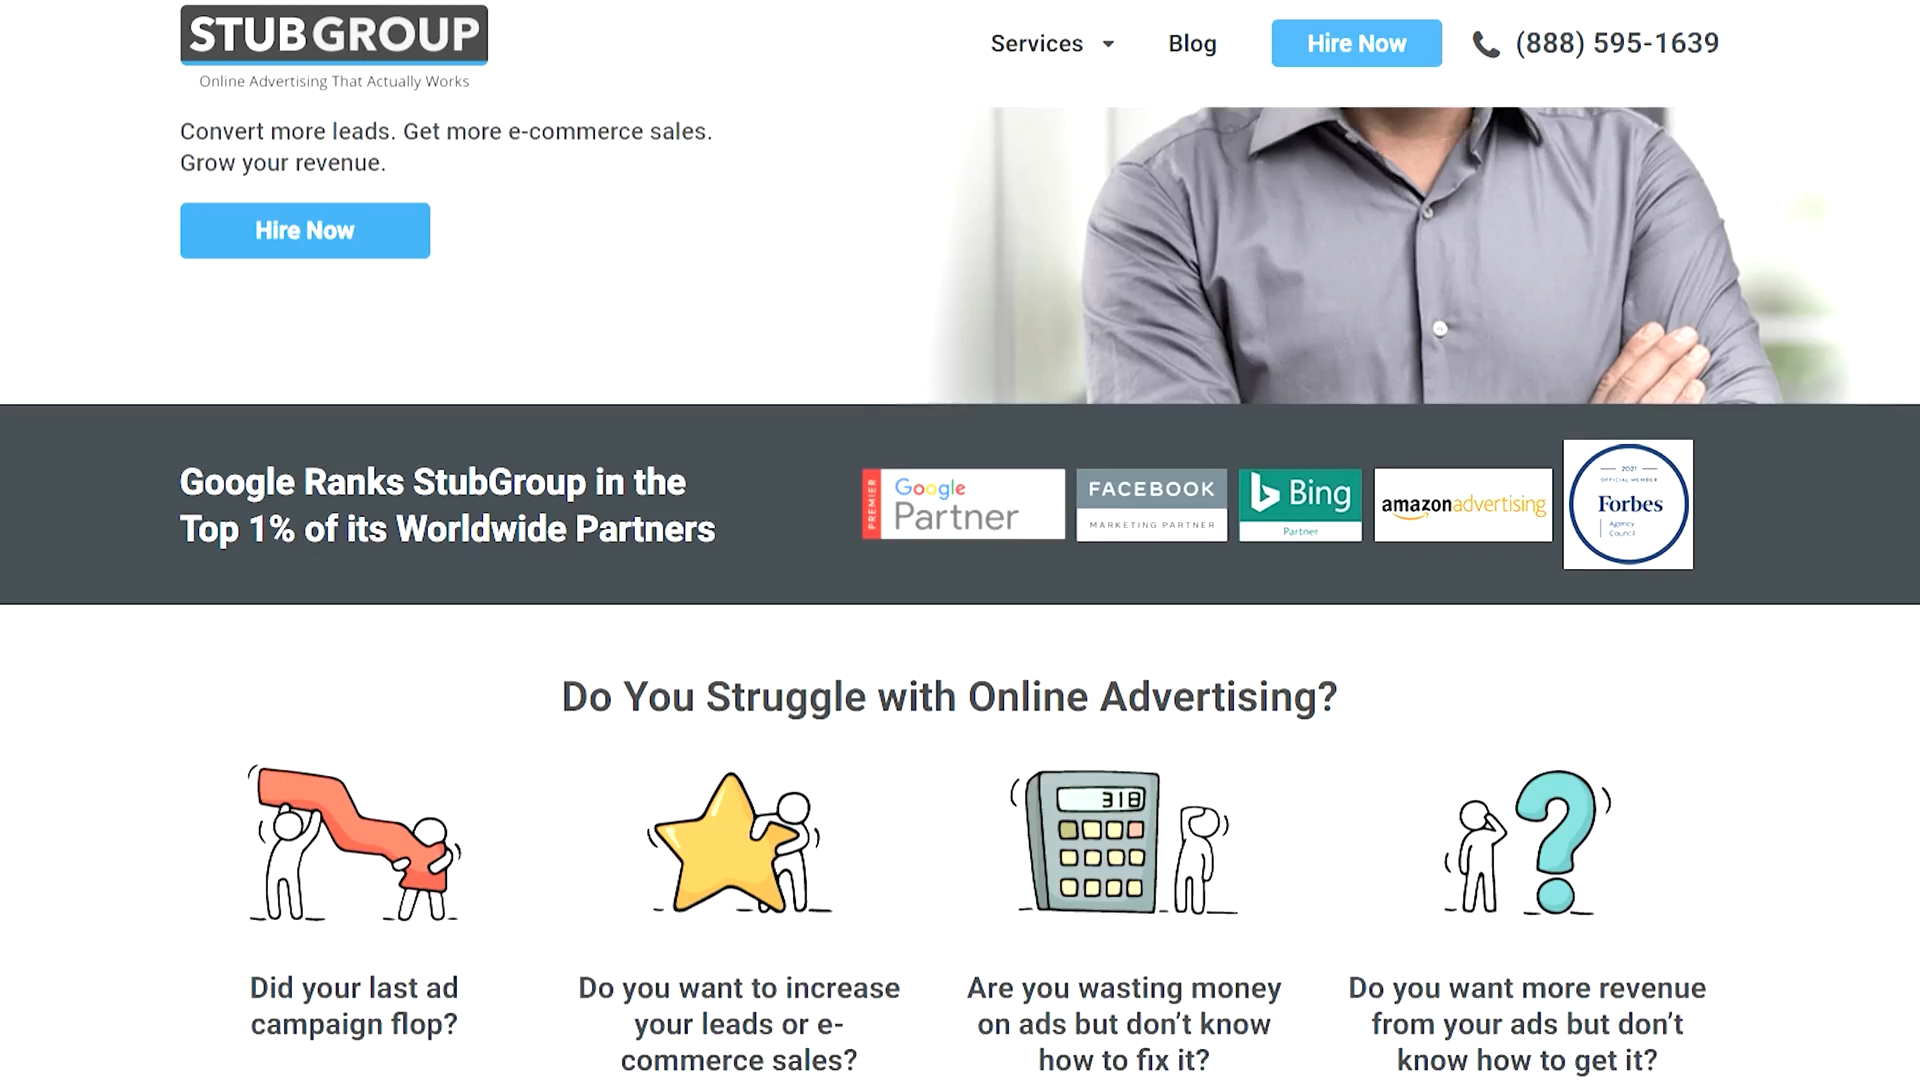 STUBGROUP
Online Advertising That Actually Works
Services
Blog
Hire Now
(888) 595-1639
Convert more leads. Get more e-commerce sales.
Grow your revenue.
Hire Now
Google Ranks StubGroup in the
Top 1% of its Worldwide Partners
PREMIER
Google
Partner
FACEBOOK
MARKETING PARTNER
Bing
Partner
amazonadvertising
2021
OFFICIAL MEMBER
Forbes
Agency
Council
Do You Struggle with Online Advertising?
318
Did your last ad
campaign flop?
Do you want to increase
your leads or e-
commerce sales?
Are you wasting money
on ads but don’t know
how to fix it?
Do you want more revenue
from your ads but don’t
know how to get it?